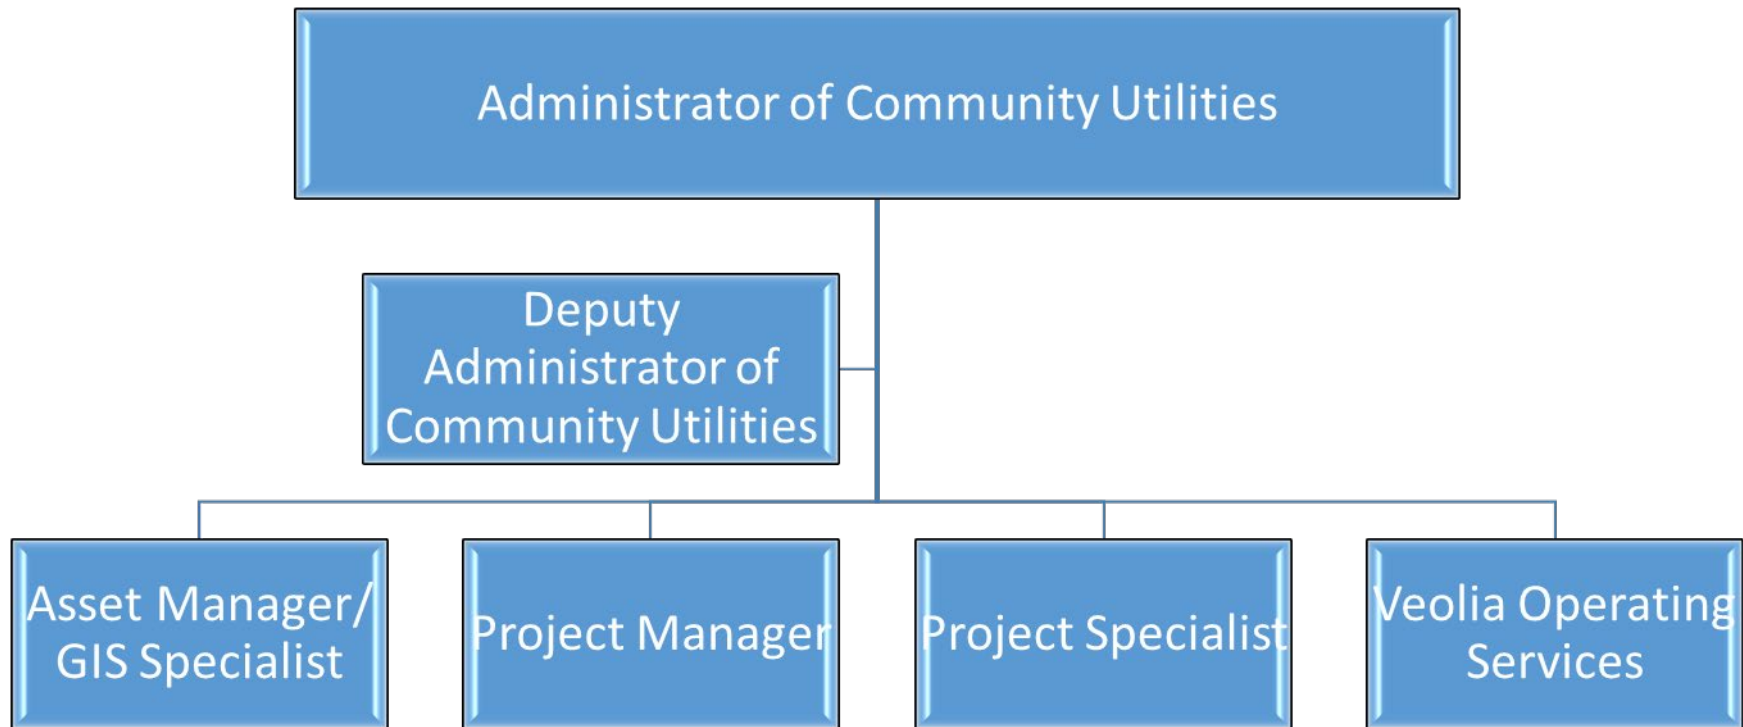 Administrator of Community Utilities
Deputy
Administrator of
Community Utilities
Asset Manager/
GIS Specialist
Project Manager
Project Specialist
Veolia Operating
Services